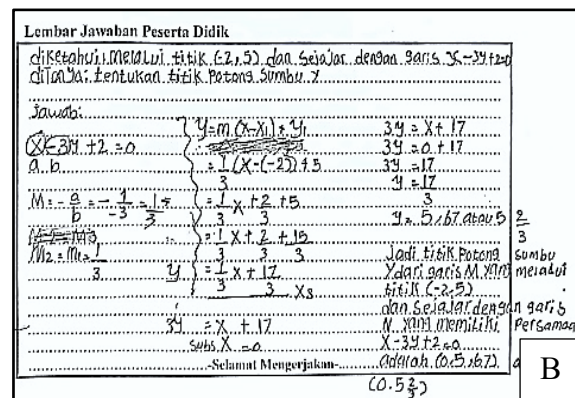 Lembar Jawaban Peserta Didik
diketahui: melalui titik (-2,5) dan sejajar dengan garis x-3y+2=0
ditanya: tentukan titik potong sumbu y
Jawab:
x-3y+2=0
a b
M = -a/b = -1/-3 = 1/3
M2 = M1 = 1/3
y = m(x-x1) + y1
= 1/3 (x-(-2)) + 5
= 1/3 x + 2/3 + 5
= 1/3 x + 2/3 + 15/3
y = 1/3 x + 17/3 x3
3y = x + 17
subs x = 0
3y = x + 17
3y = 0 + 17
3y = 17
y = 17/3
y = 5,67 atau 5 2/3
Jadi titik potong sumbu
y dari garis M yang melalui
titik (-2,5)
dan sejajar dengan garis
N yang memiliki Persamaa
x-3y+2=0
adalah (0,5,67) a
(0.5 2/3)
-Selamat Mengerjakan-
B